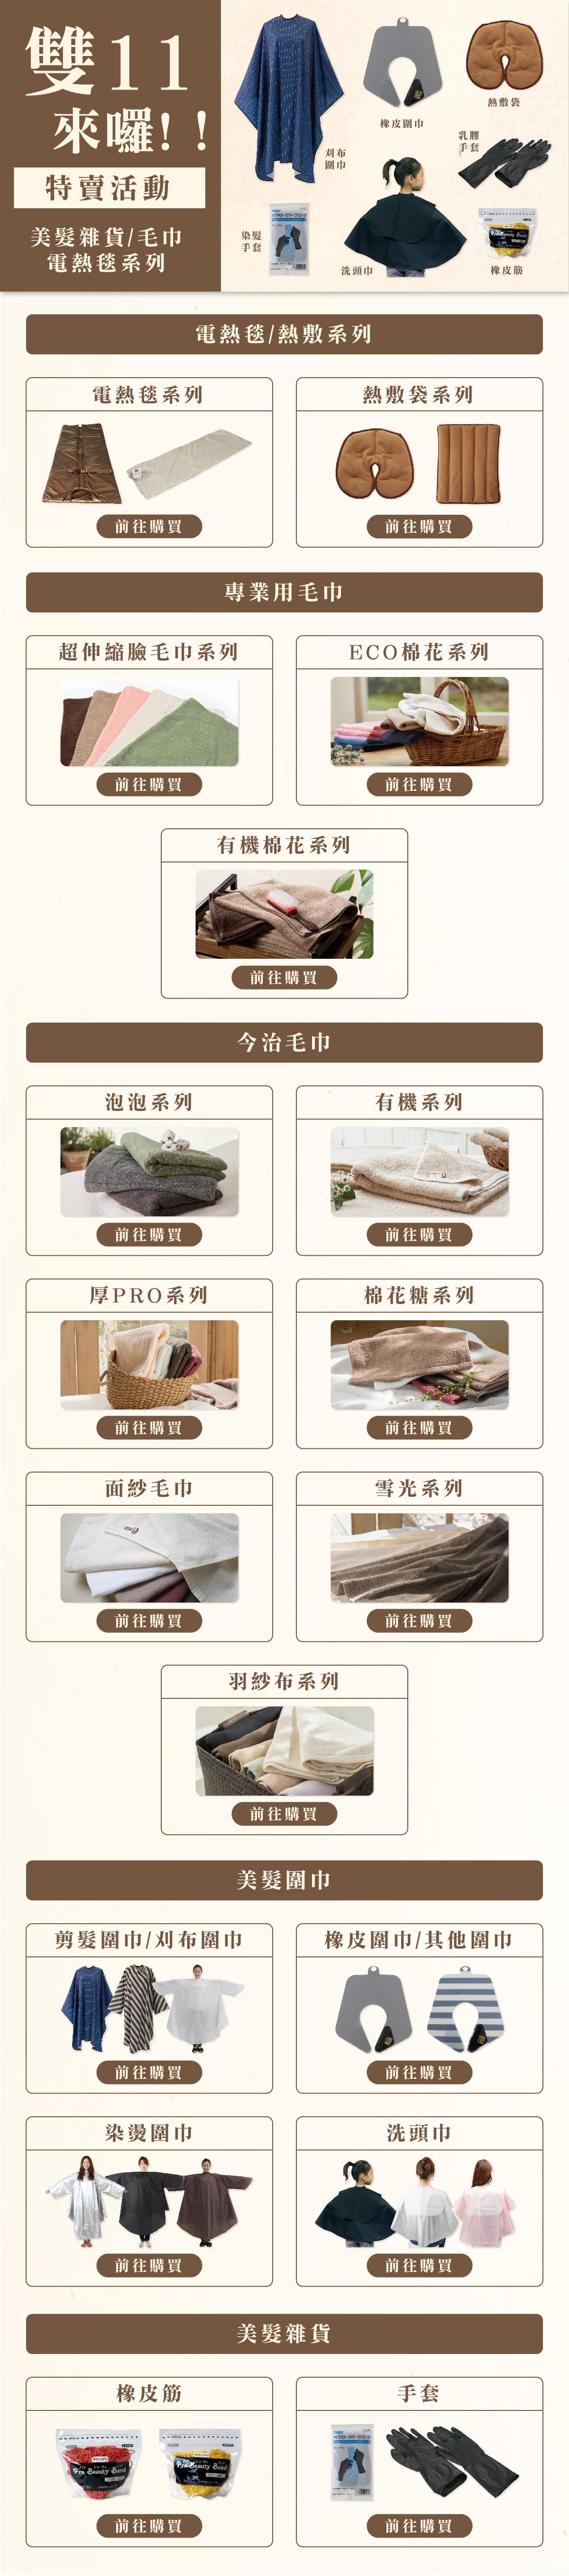 雙11
來囉!!
特賣活動
美髮雜貨/毛巾
電熱毯系列
刈布
圍巾
橡皮圍巾
熱敷袋
乳膠
手套
染髮
手套
洗頭巾
橡皮筋
電熱毯/熱敷系列
電熱毯系列
前往購買
熱敷袋系列
前往購買
專業用毛巾
超伸縮臉毛巾系列
前往購買
ECO棉花系列
前往購買
有機棉花系列
前往購買
今治毛巾
泡泡系列
前往購買
有機系列
前往購買
厚PRO系列
前往購買
棉花糖系列
前往購買
面紗毛巾
前往購買
雪光系列
前往購買
羽紗布系列
前往購買
美髮圍巾
剪髮圍巾/刈布圍巾
前往購買
橡皮圍巾/其他圍巾
前往購買
染燙圍巾
前往購買
洗頭巾
前往購買
美髮雜貨
橡皮筋
Pro Beauty Band
Pro Beauty Band
前往購買
手套
前往購買